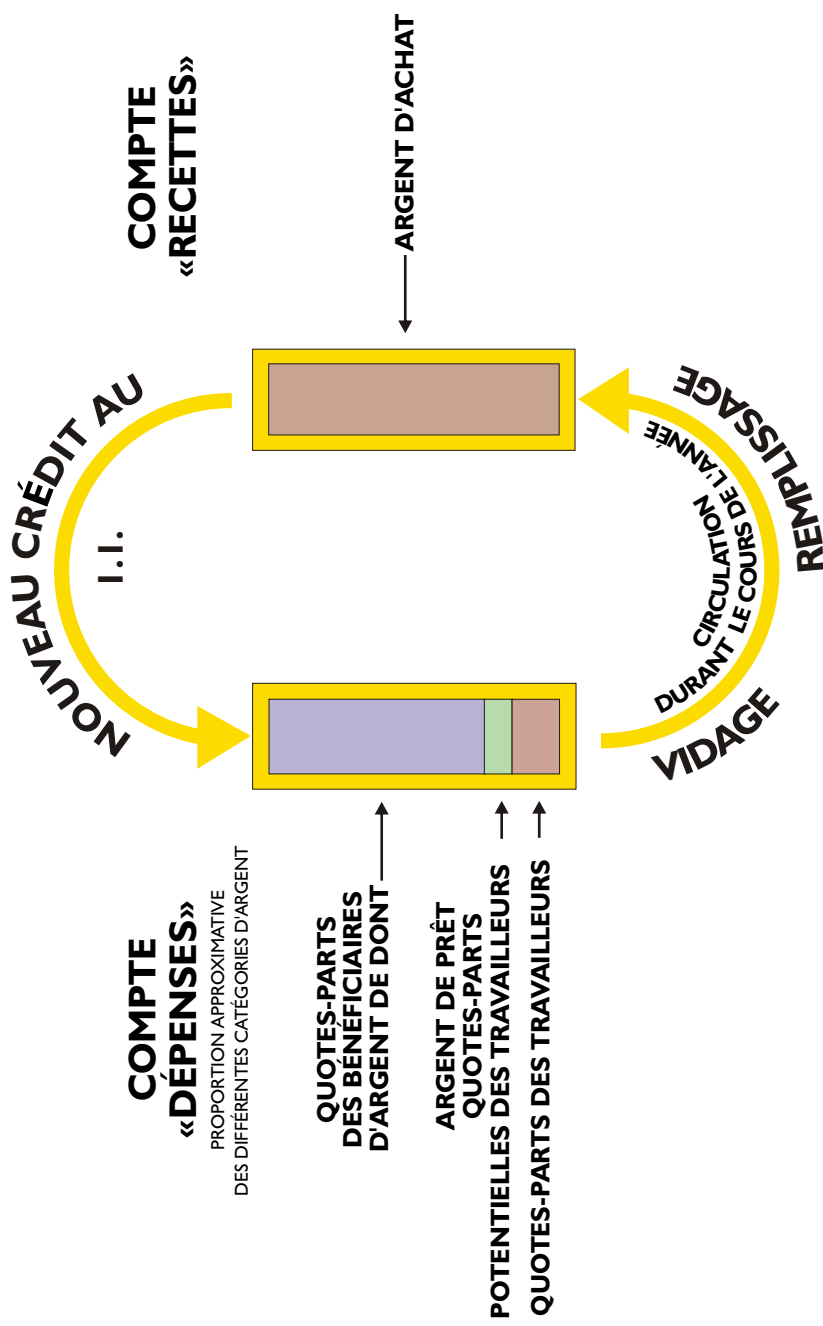 COMPTE
«DÉPENSES»
PROPORTION APPROXIMATIVE
DES DIFFÉRENTES CATÉGORIES D'ARGENT
QUOTES-PARTS
DES BÉNÉFICIAIRES
D'ARGENT DE DONT
ARGENT DE PRÊT
QUOTES-PARTS
POTENTIELLES DES TRAVAILLEURS
QUOTES-PARTS DES TRAVAILLEURS
NOUVEAU CRÉDIT AU
1.1.
COMPTE
«RECETTES»
ARGENT D'ACHAT
CIRCULATION
DURANT LE COURS DE L'ANNÉE
VIDAGE
REMPLISSAGE